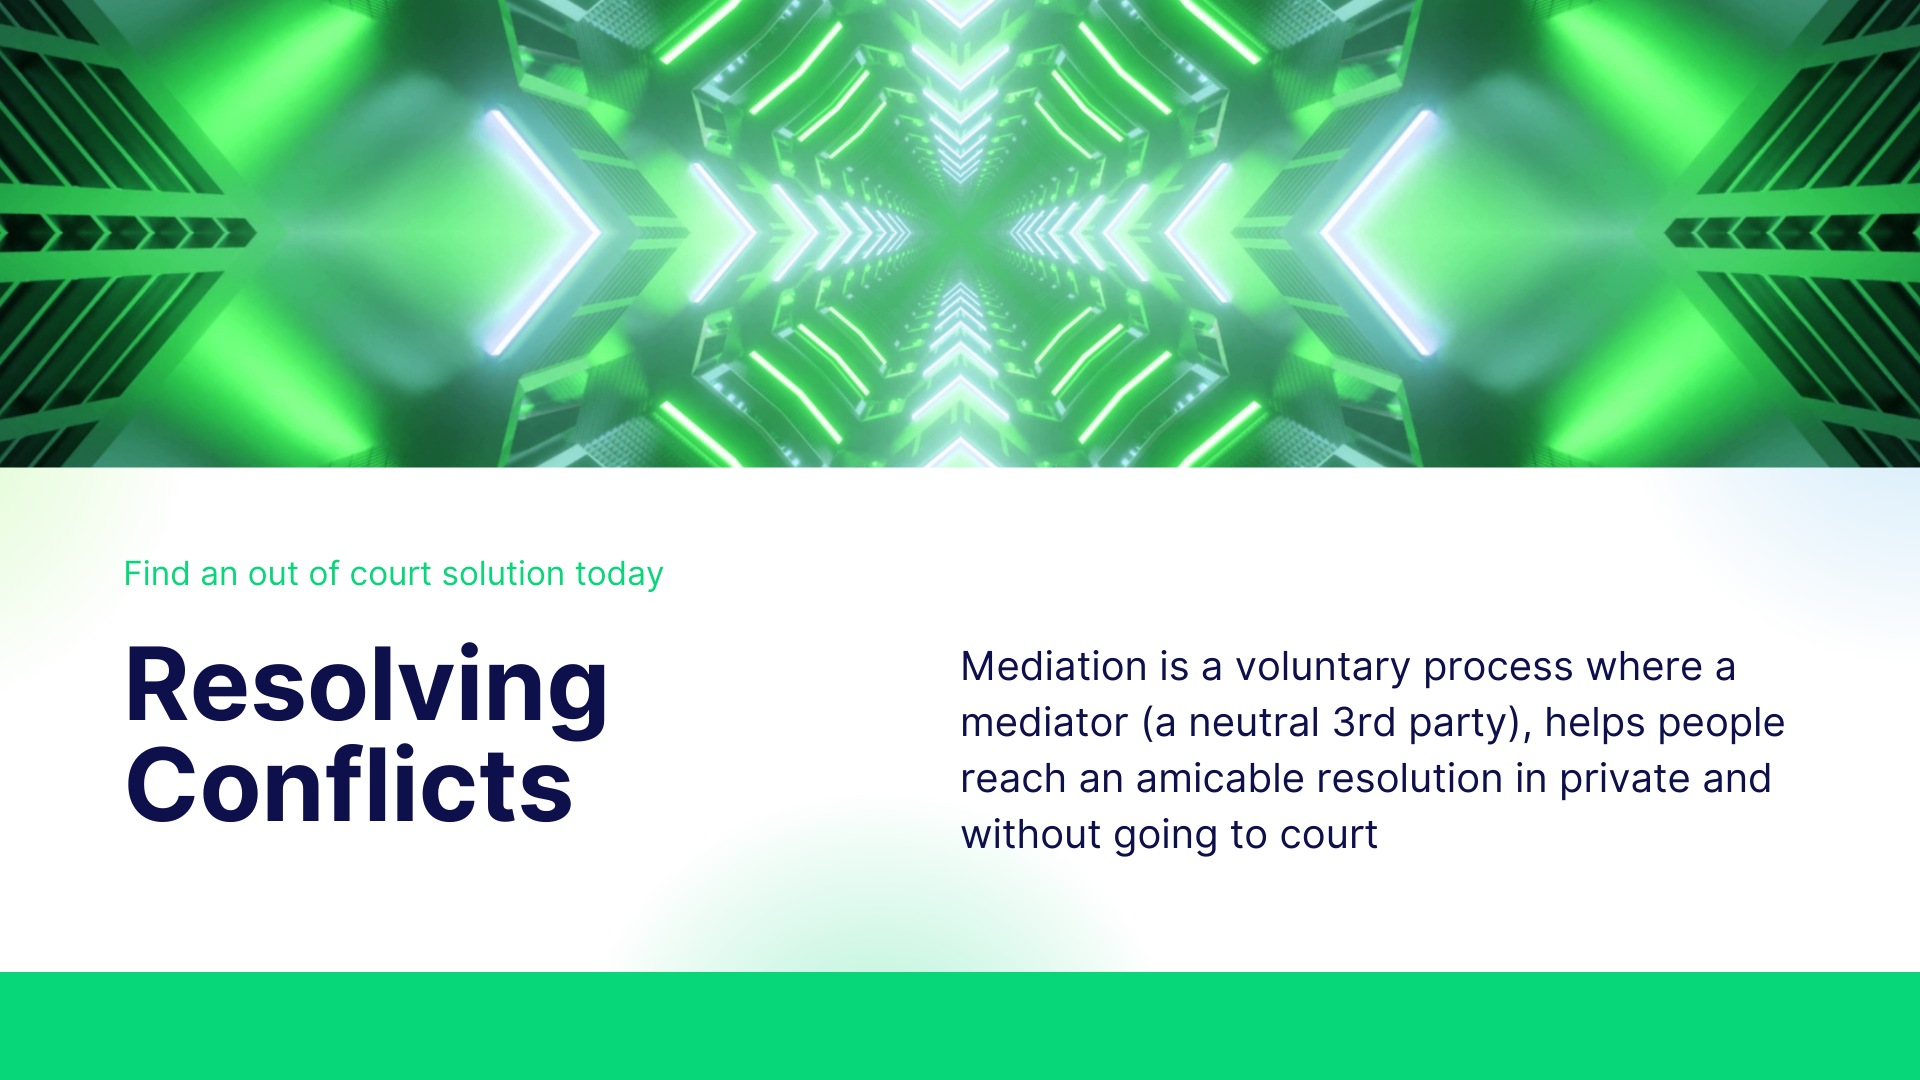 Find an out of court solution today
Resolving
Conflicts
Mediation is a voluntary process where a
mediator (a neutral 3rd party), helps people
reach an amicable resolution in private and
without going to court